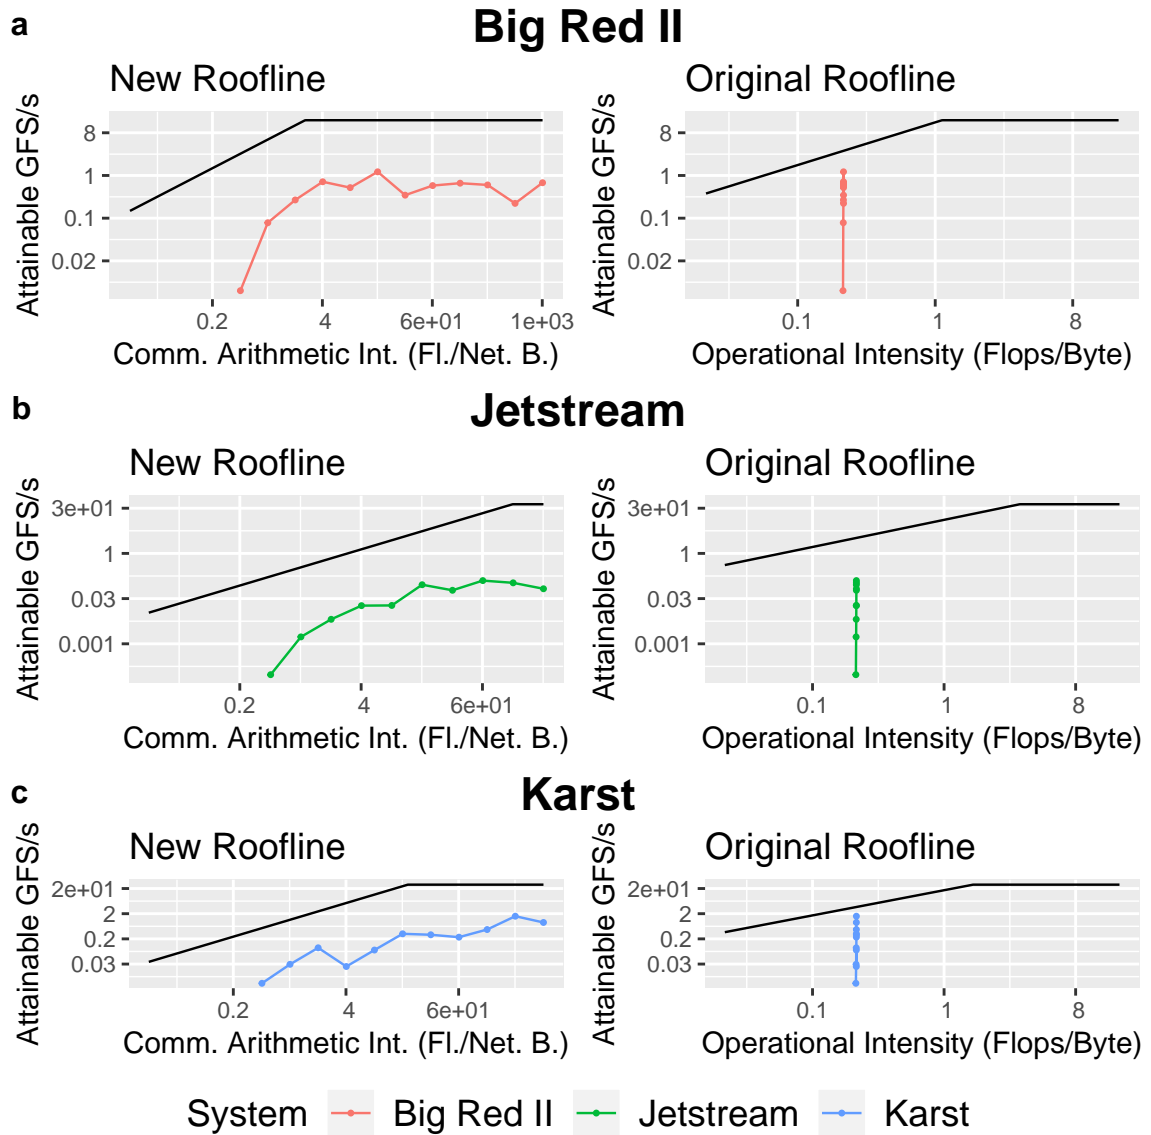 a
Big Red II
New Roofline
Original Roofline
Attainable GFS/s
8
1
0.1
0.02
0.2
4
6e+01
1e+03
Comm. Arithmetic Int. (Fl./Net. B.)
Attainable GFS/s
8
1
0.1
0.02
0.1
1
8
Operational Intensity (Flops/Byte)
b
Jetstream
New Roofline
Original Roofline
Attainable GFS/s
3e+01
1
0.03
0.001
0.2
4
6e+01
Comm. Arithmetic Int. (Fl./Net. B.)
Attainable GFS/s
3e+01
1
0.03
0.001
0.1
1
8
Operational Intensity (Flops/Byte)
c
Karst
New Roofline
Original Roofline
Attainable GFS/s
2e+01
2
0.2
0.03
0.2
4
6e+01
Comm. Arithmetic Int. (Fl./Net. B.)
Attainable GFS/s
2e+01
2
0.2
0.03
0.1
1
8
Operational Intensity (Flops/Byte)
System
Big Red II
Jetstream
Karst